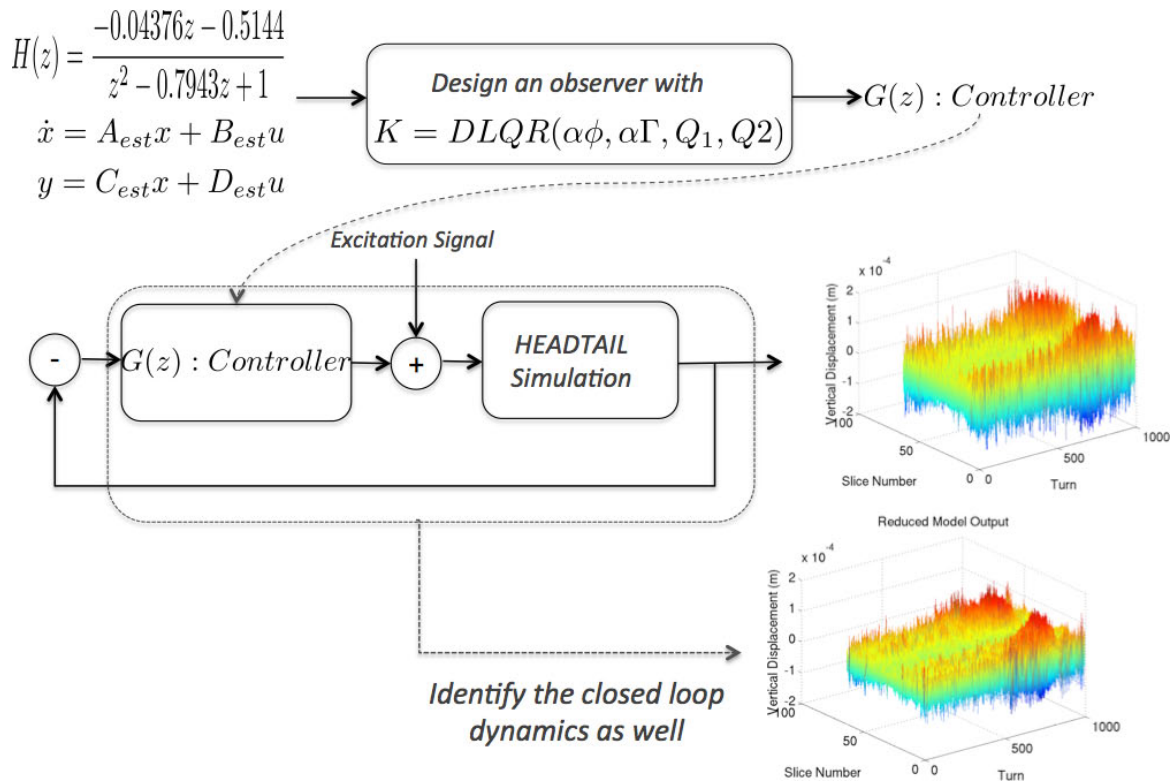 H(z) = −0.04376z − 0.5144 / z² − 0.7943z + 1
ẋ = A_est x + B_est u
y = C_est x + D_est u
Design an observer with
K = DLQR(αϕ, αΓ, Q₁, Q2)
G(z) : Controller
Excitation Signal
-
G(z) : Controller
+
HEADTAIL
Simulation
x 10⁻⁴
2
1
0
-1
-2
Vertical Displacement (m)
100
50
0
Slice Number
0
500
1000
Turn
Identify the closed loop
dynamics as well
Reduced Model Output
x 10⁻⁴
2
1
0
-1
-2
Vertical Displacement (m)
100
50
0
Slice Number
0
500
1000
Turn